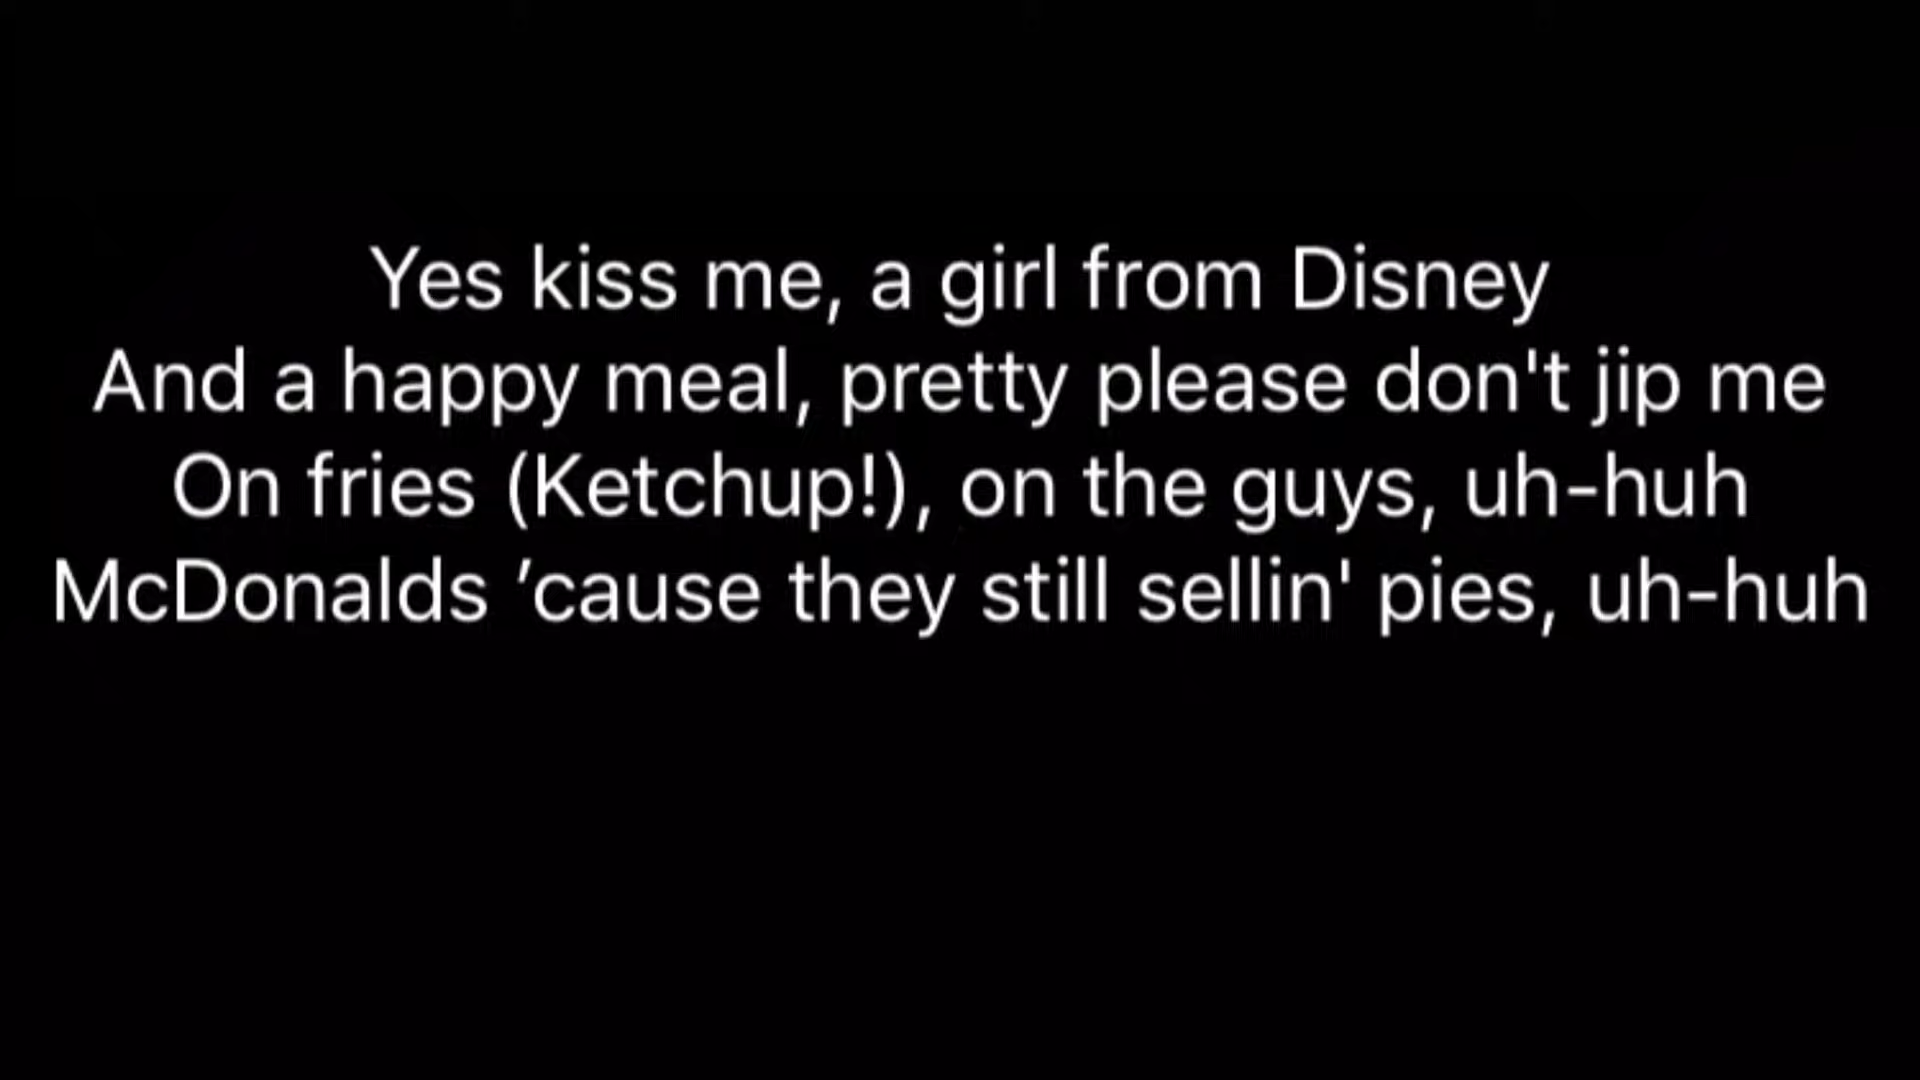 Yes kiss me, a girl from Disney
And a happy meal, pretty please don't jip me
On fries (Ketchup!), on the guys, uh-huh
McDonalds ’cause they still sellin' pies, uh-huh